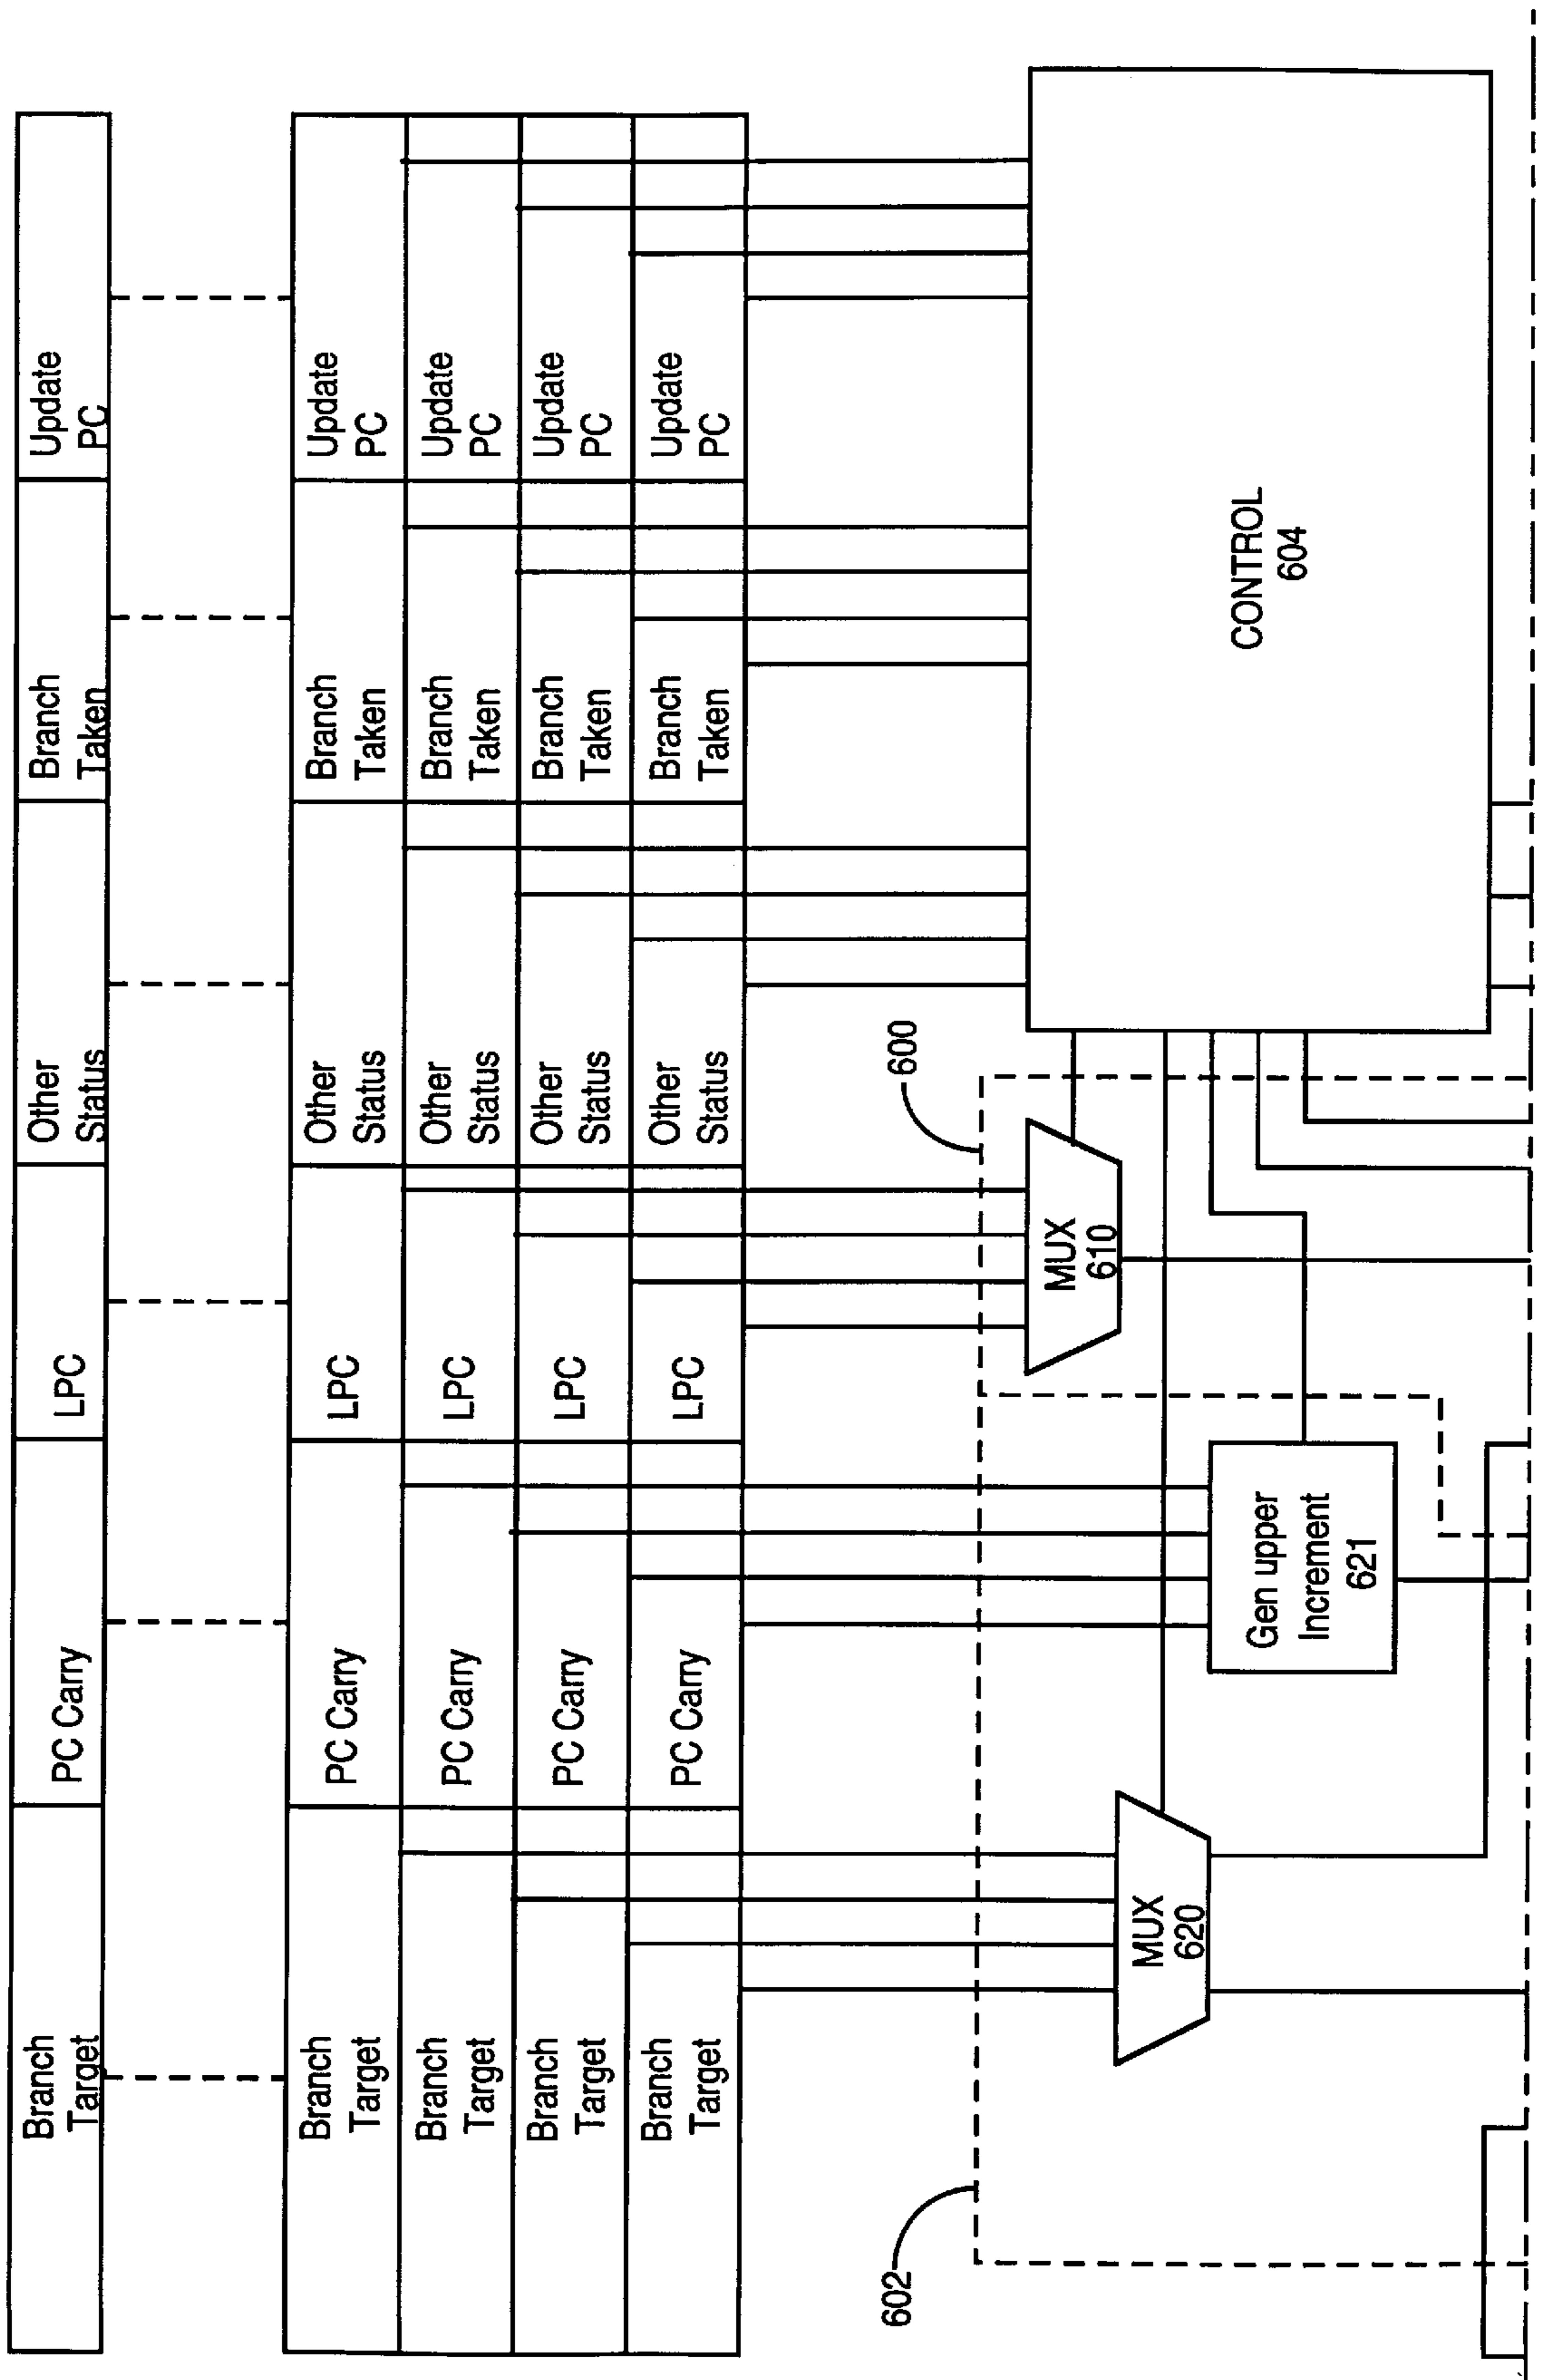 Branch
Target
PC Carry
LPC
Other
Status
Branch
Taken
Update
PC
Branch
Target
PC Carry
LPC
Other
Status
Branch
Taken
Update
PC
Branch
Target
PC Carry
LPC
Other
Status
Branch
Taken
Update
PC
Branch
Target
PC Carry
LPC
Other
Status
Branch
Taken
Update
PC
Branch
Target
PC Carry
LPC
Other
Status
Branch
Taken
Update
PC
602
600
MUX
620
Gen upper
Increment
621
MUX
610
CONTROL
604